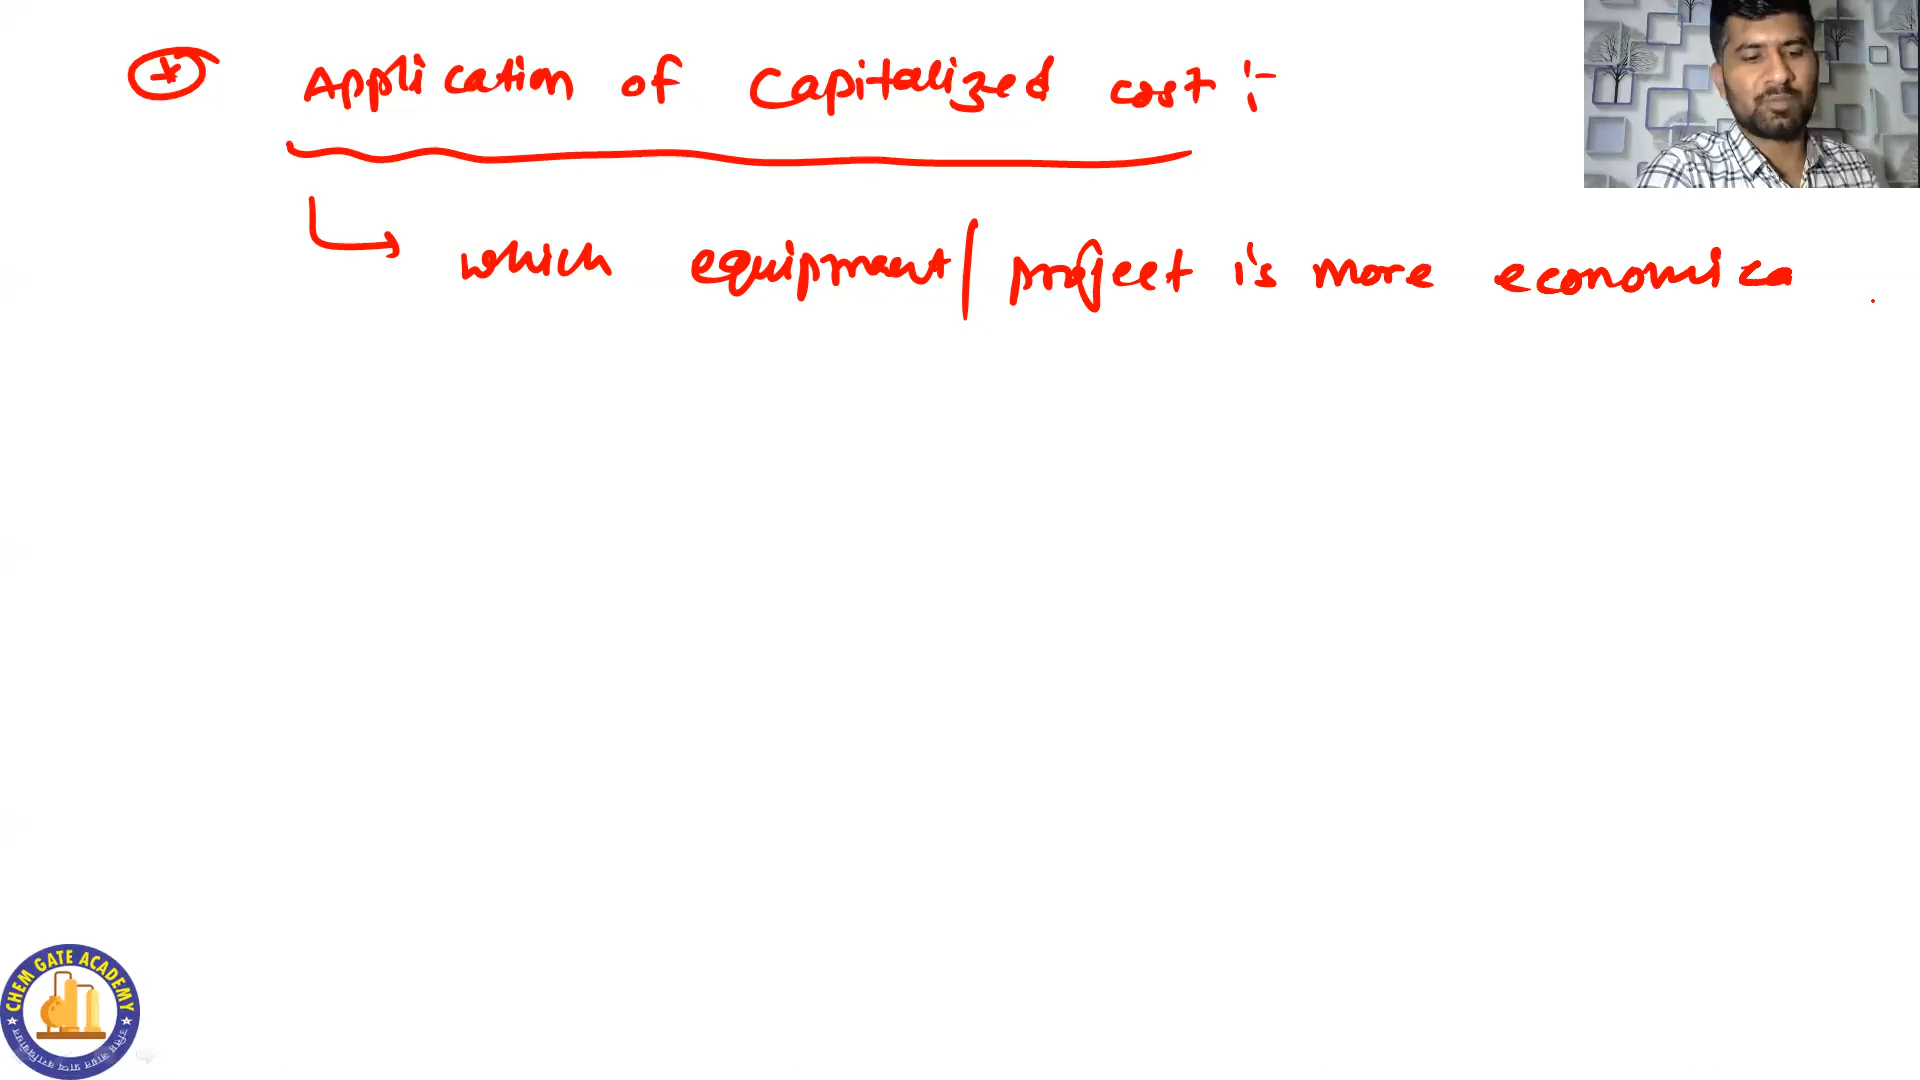 Application of Capitalized cost :-
which equipment/ project is more economica
CHEM GATE ACADEMY